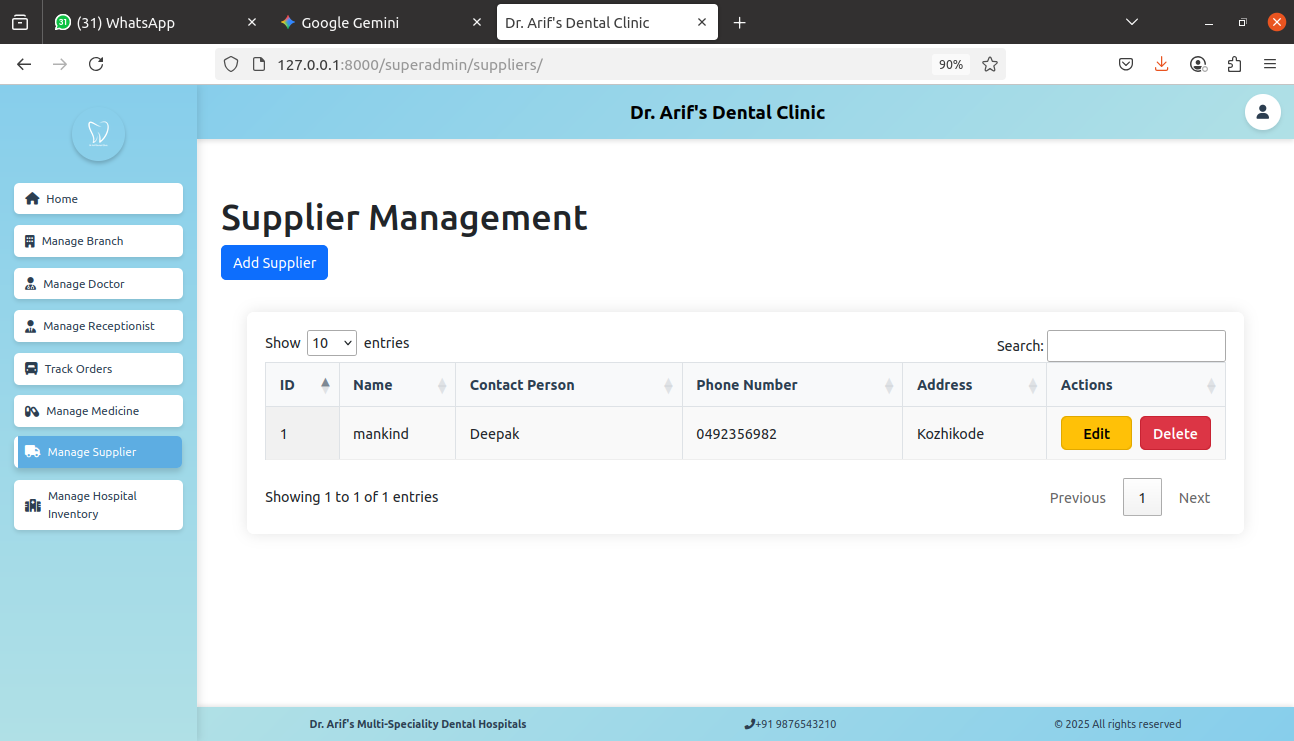 (31) WhatsApp
Google Gemini
Dr. Arif's Dental Clinic
127.0.0.1:8000/superadmin/suppliers/
90%
Dr. Arif's Dental Clinic
Home
Manage Branch
Manage Doctor
Manage Receptionist
Track Orders
Manage Medicine
Manage Supplier
Manage Hospital
Inventory
Supplier Management
Add Supplier
Show 10 entries
Search:
ID Name Contact Person Phone Number Address Actions
1 mankind Deepak 0492356982 Kozhikode Edit Delete
Showing 1 to 1 of 1 entries
Previous 1 Next
Dr. Arif's Multi-Speciality Dental Hospitals
+91 9876543210
© 2025 All rights reserved